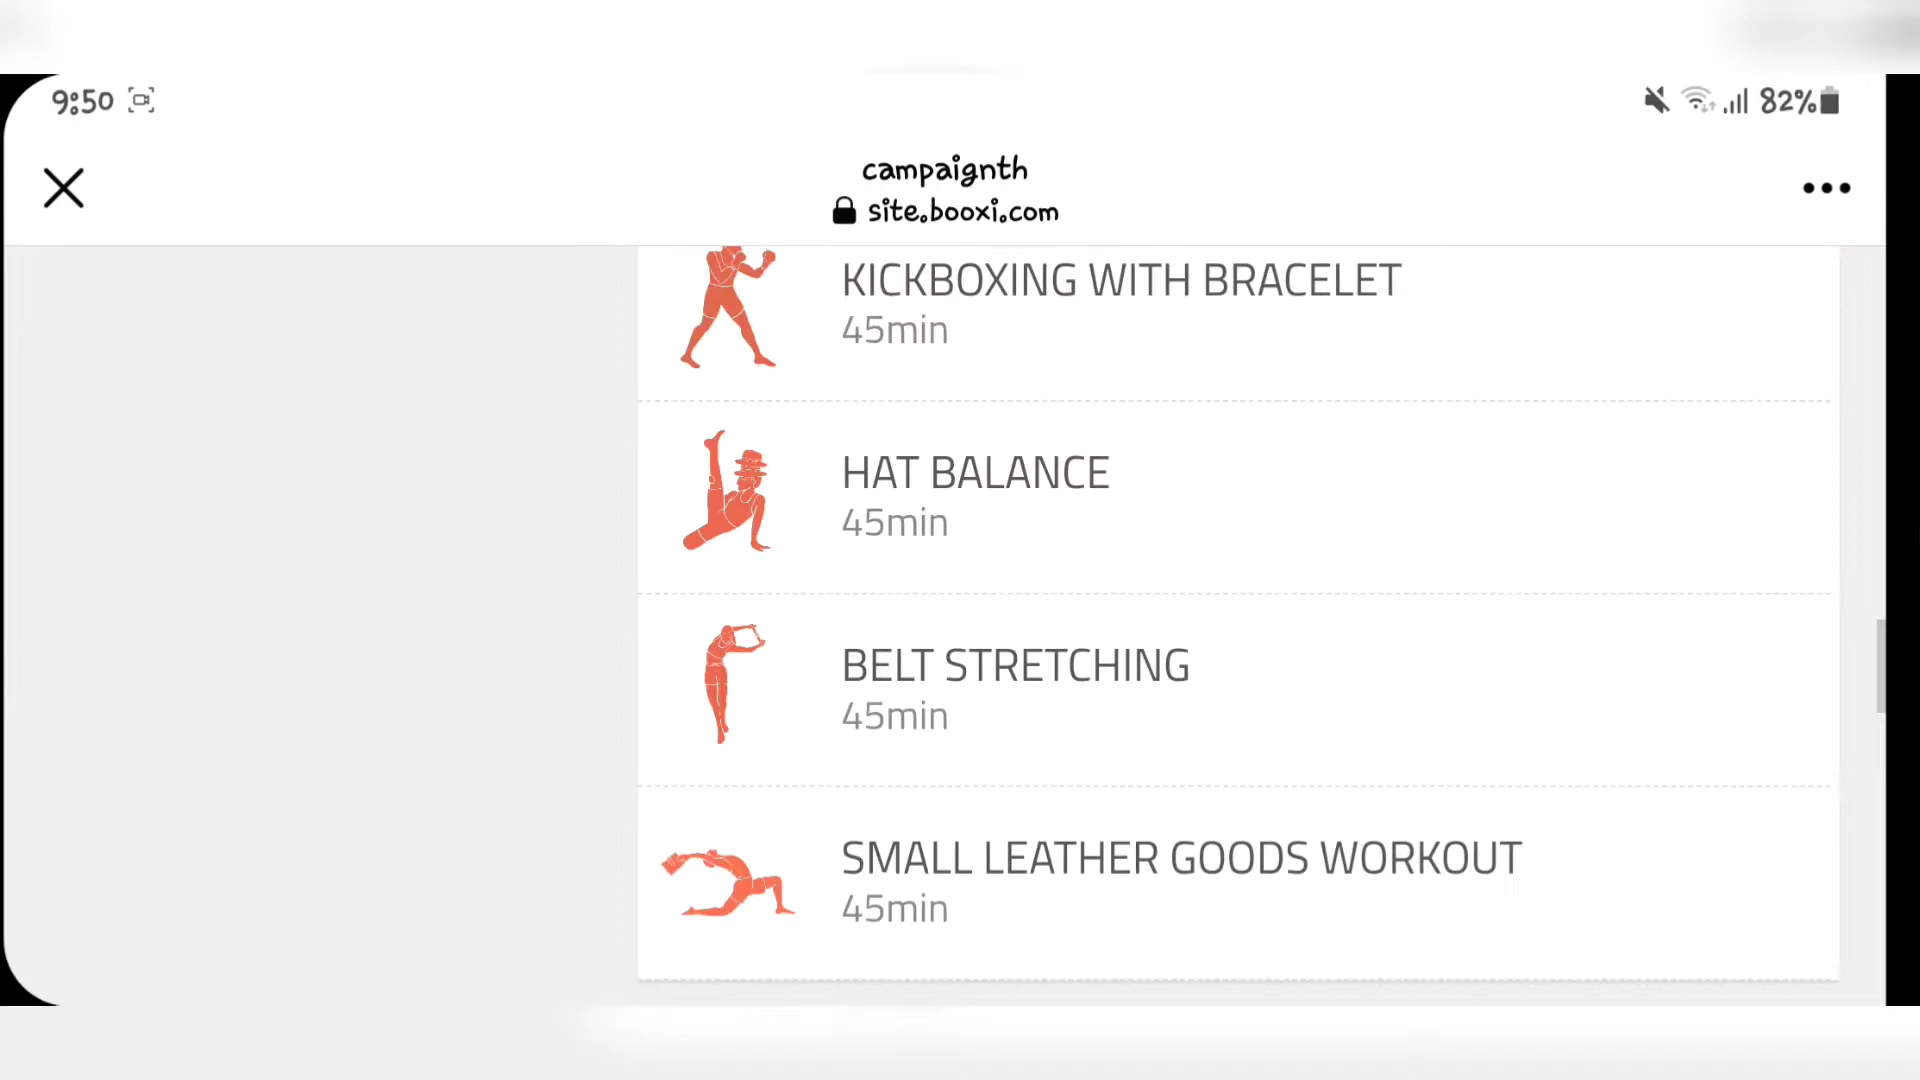 9:50
82%
campaignth
site.booxi.com
KICKBOXING WITH BRACELET
45min
HAT BALANCE
45min
BELT STRETCHING
45min
SMALL LEATHER GOODS WORKOUT
45min